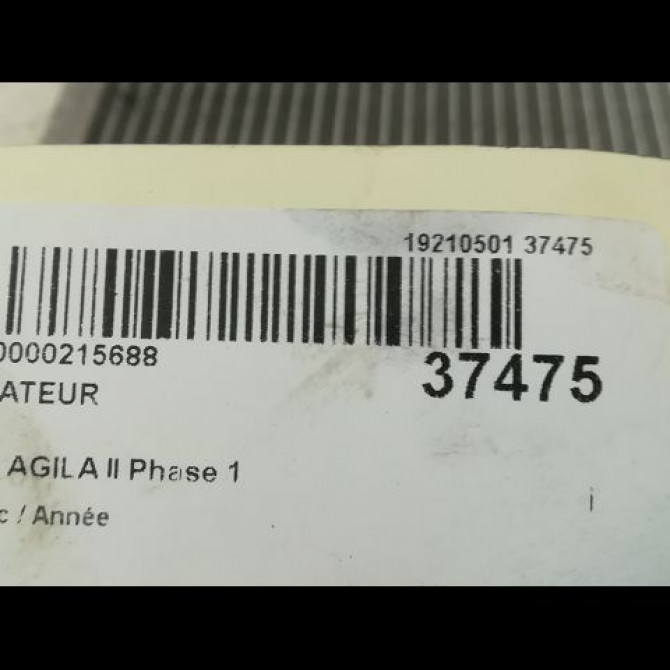 19210501 37475
0000215688
37475
ATEUR
AGILA II Phase 1
c / Année